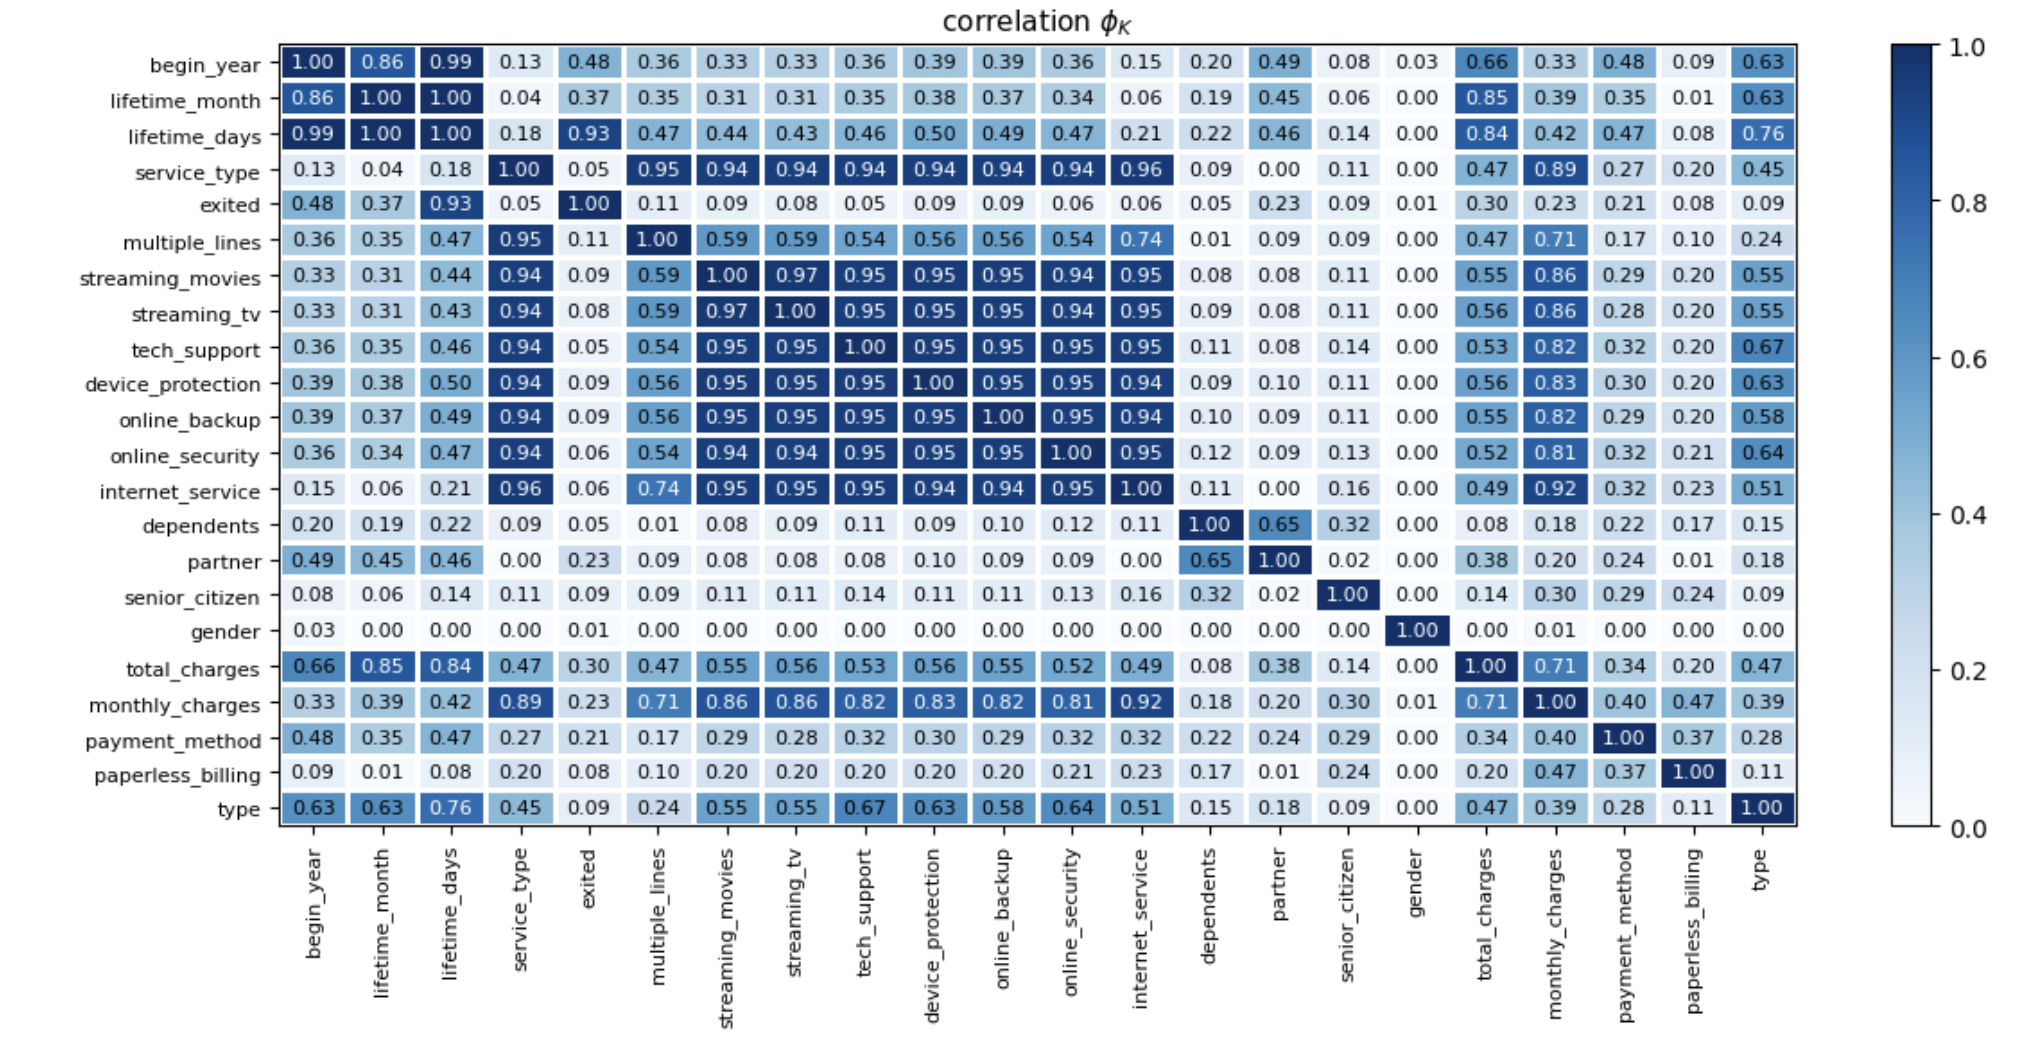 correlation ϕK
begin_year 1.00 0.86 0.99 0.13 0.48 0.36 0.33 0.33 0.36 0.39 0.39 0.36 0.15 0.20 0.49 0.08 0.03 0.66 0.33 0.48 0.09 0.63
lifetime_month 0.86 1.00 1.00 0.04 0.37 0.35 0.31 0.31 0.35 0.38 0.37 0.34 0.06 0.19 0.45 0.06 0.00 0.85 0.39 0.35 0.01 0.63
lifetime_days 0.99 1.00 1.00 0.18 0.93 0.47 0.44 0.43 0.46 0.50 0.49 0.47 0.21 0.22 0.46 0.14 0.00 0.84 0.42 0.47 0.08 0.76
service_type 0.13 0.04 0.18 1.00 0.05 0.95 0.94 0.94 0.94 0.94 0.94 0.94 0.96 0.09 0.00 0.11 0.00 0.47 0.89 0.27 0.20 0.45
exited 0.48 0.37 0.93 0.05 1.00 0.11 0.09 0.08 0.05 0.09 0.09 0.06 0.06 0.05 0.23 0.09 0.01 0.30 0.23 0.21 0.08 0.09
multiple_lines 0.36 0.35 0.47 0.95 0.11 1.00 0.59 0.59 0.54 0.56 0.56 0.54 0.74 0.01 0.09 0.09 0.00 0.47 0.71 0.17 0.10 0.24
streaming_movies 0.33 0.31 0.44 0.94 0.09 0.59 1.00 0.97 0.95 0.95 0.95 0.94 0.95 0.08 0.08 0.11 0.00 0.55 0.86 0.29 0.20 0.55
streaming_tv 0.33 0.31 0.43 0.94 0.08 0.59 0.97 1.00 0.95 0.95 0.95 0.94 0.95 0.09 0.08 0.11 0.00 0.56 0.86 0.28 0.20 0.55
tech_support 0.36 0.35 0.46 0.94 0.05 0.54 0.95 0.95 1.00 0.95 0.95 0.95 0.95 0.11 0.08 0.14 0.00 0.53 0.82 0.32 0.20 0.67
device_protection 0.39 0.38 0.50 0.94 0.09 0.56 0.95 0.95 0.95 1.00 0.95 0.95 0.94 0.09 0.10 0.11 0.00 0.56 0.83 0.30 0.20 0.63
online_backup 0.39 0.37 0.49 0.94 0.09 0.56 0.95 0.95 0.95 0.95 1.00 0.95 0.94 0.10 0.09 0.11 0.00 0.55 0.82 0.29 0.20 0.58
online_security 0.36 0.34 0.47 0.94 0.06 0.54 0.94 0.94 0.95 0.95 0.95 1.00 0.95 0.12 0.09 0.13 0.00 0.52 0.81 0.32 0.21 0.64
internet_service 0.15 0.06 0.21 0.96 0.06 0.74 0.95 0.95 0.95 0.94 0.94 0.95 1.00 0.11 0.00 0.16 0.00 0.49 0.92 0.32 0.23 0.51
dependents 0.20 0.19 0.22 0.09 0.05 0.01 0.08 0.09 0.11 0.09 0.10 0.12 0.11 1.00 0.65 0.32 0.00 0.08 0.18 0.22 0.17 0.15
partner 0.49 0.45 0.46 0.00 0.23 0.09 0.08 0.08 0.08 0.10 0.09 0.09 0.00 0.65 1.00 0.02 0.00 0.38 0.20 0.24 0.01 0.18
senior_citizen 0.08 0.06 0.14 0.11 0.09 0.09 0.11 0.11 0.14 0.11 0.11 0.13 0.16 0.32 0.02 1.00 0.00 0.14 0.30 0.29 0.24 0.09
gender 0.03 0.00 0.00 0.00 0.01 0.00 0.00 0.00 0.00 0.00 0.00 0.00 0.00 0.00 0.00 0.00 1.00 0.00 0.01 0.00 0.00 0.00
total_charges 0.66 0.85 0.84 0.47 0.30 0.47 0.55 0.56 0.53 0.56 0.55 0.52 0.49 0.08 0.38 0.14 0.00 1.00 0.71 0.34 0.20 0.47
monthly_charges 0.33 0.39 0.42 0.89 0.23 0.71 0.86 0.86 0.82 0.83 0.82 0.81 0.92 0.18 0.20 0.30 0.01 0.71 1.00 0.40 0.47 0.39
payment_method 0.48 0.35 0.47 0.27 0.21 0.17 0.29 0.28 0.32 0.30 0.29 0.32 0.32 0.22 0.24 0.29 0.00 0.34 0.40 1.00 0.37 0.28
paperless_billing 0.09 0.01 0.08 0.20 0.08 0.10 0.20 0.20 0.20 0.20 0.20 0.21 0.23 0.17 0.01 0.24 0.00 0.20 0.47 0.37 1.00 0.11
type 0.63 0.63 0.76 0.45 0.09 0.24 0.55 0.55 0.67 0.63 0.58 0.64 0.51 0.15 0.18 0.09 0.00 0.47 0.39 0.28 0.11 1.00
begin_year
lifetime_month
lifetime_days
service_type
exited
multiple_lines
streaming_movies
streaming_tv
tech_support
device_protection
online_backup
online_security
internet_service
dependents
partner
senior_citizen
gender
total_charges
monthly_charges
payment_method
paperless_billing
type
1.0
0.8
0.6
0.4
0.2
0.0